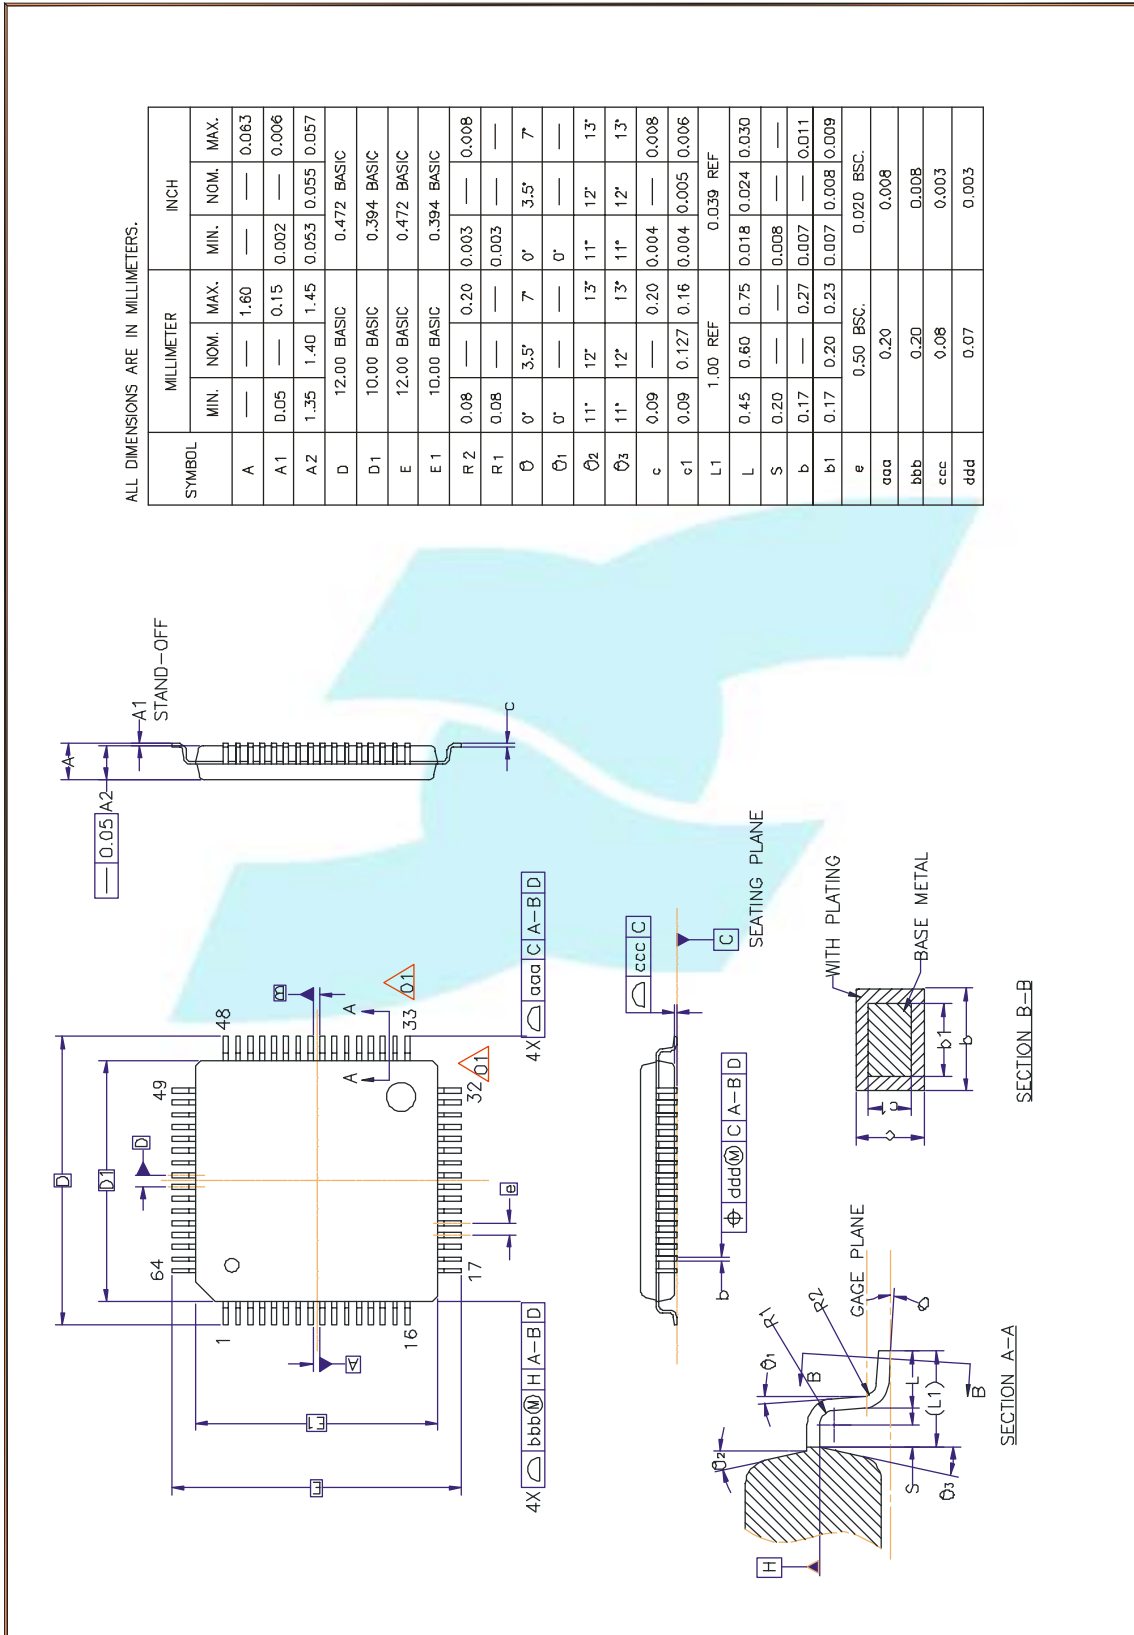 ALL DIMENSIONS ARE IN MILLIMETERS.
SYMBOL MILLIMETER INCH
MIN. NOM. MAX. MIN. NOM. MAX.
A — — 1.60 — — 0.063
A1 0.05 — 0.15 0.002 — 0.006
A2 1.35 1.40 1.45 0.053 0.055 0.057
D 12.00 BASIC 0.472 BASIC
D1 10.00 BASIC 0.394 BASIC
E 12.00 BASIC 0.472 BASIC
E1 10.00 BASIC 0.394 BASIC
R2 0.08 — 0.20 0.003 — 0.008
R1 0.08 — — 0.003 — —
θ 0° 3.5° 7° 0° 3.5° 7°
θ1 0° — — 0° — —
θ2 11° 12° 13° 11° 12° 13°
θ3 11° 12° 13° 11° 12° 13°
c 0.09 — 0.20 0.004 — 0.008
c1 0.09 0.127 0.16 0.004 0.005 0.006
L1 1.00 REF 0.039 REF
L 0.45 0.60 0.75 0.018 0.024 0.030
S 0.20 — — 0.008 — —
b 0.17 — 0.27 0.007 — 0.011
b1 0.17 0.20 0.23 0.007 0.008 0.009
e 0.50 BSC. 0.020 BSC.
aaa 0.20 0.008
bbb 0.20 0.008
ccc 0.08 0.003
ddd 0.07 0.003
— 0.05
A2
A
A1
STAND-OFF
c
D
D1
D
64
49
1
48
A
B
16
33
01
A
A
17
32
01
e
E1
E
4X bbb Ⓜ H A-B D
4X aaa C A-B D
ccc C
C
SEATING PLANE
b
ddd Ⓜ C A-B D
H
θ2
θ1
R1
R2
GAGE PLANE
B
B
S
L
(L1)
θ3
θ
SECTION A-A
WITH PLATING
BASE METAL
c
c1
b1
b
SECTION B-B